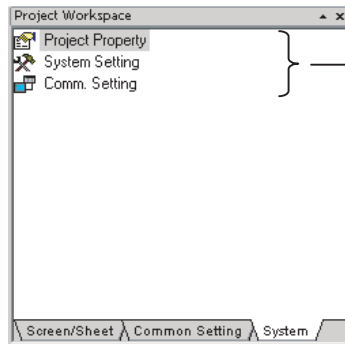 Project Workspace
Project Property
System Setting
Comm. Setting
Screen/Sheet Common Setting System